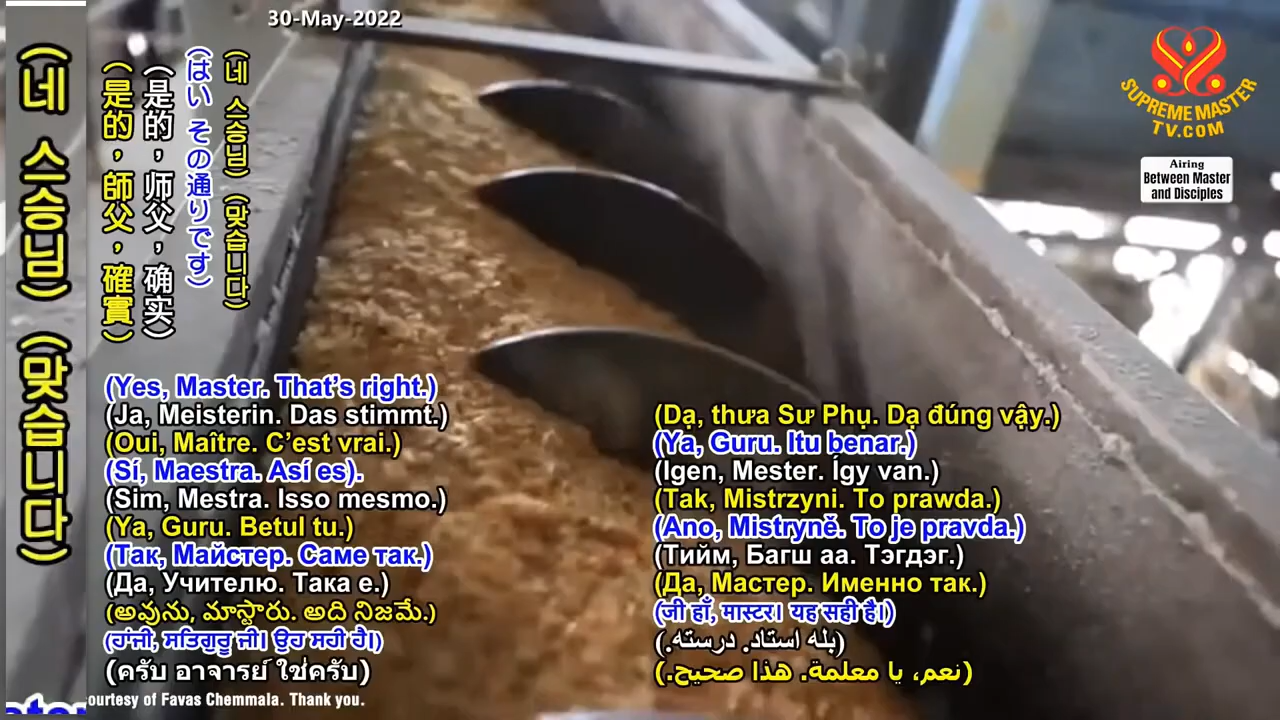 30-May-2022
(네 스승님) (맞습니다)
(是的，師父，確實)
(是的，师父，确实)
(はい その通りです)
(네 스승님) (맞습니다)
SUPREME MASTER
TV.COM
Airing
Between Master
and Disciples
(Yes, Master. That's right.)
(Ja, Meisterin. Das stimmt.)
(Oui, Maître. C'est vrai.)
(Sí, Maestra. Así es).
(Sim, Mestra. Isso mesmo.)
(Ya, Guru. Betul tu.)
(Так, Майстер. Саме так.)
(Да, Учителю. Така е.)
(అవును, మాస్టారు. అది నిజమే.)
(ਹਾਂਜੀ, ਸਤਿਗੁਰੂ ਜੀ। ਉਹ ਸਹੀ ਹੈ।)
(ครับ อาจารย์ ใช่ครับ)
(Dạ, thưa Sư Phụ. Dạ đúng vậy.)
(Ya, Guru. Itu benar.)
(Igen, Mester. Így van.)
(Tak, Mistrzyni. To prawda.)
(Ano, Mistryně. To je pravda.)
(Тийм, Багш аа. Тэгдэг.)
(Да, Мастер. Именно так.)
(जी हाँ, मास्टर। यह सही है।)
(بله استاد. درسته.)
(نعم، يا معلمة. هذا صحيح.)
ourtesy of Favas Chemmala. Thank you.